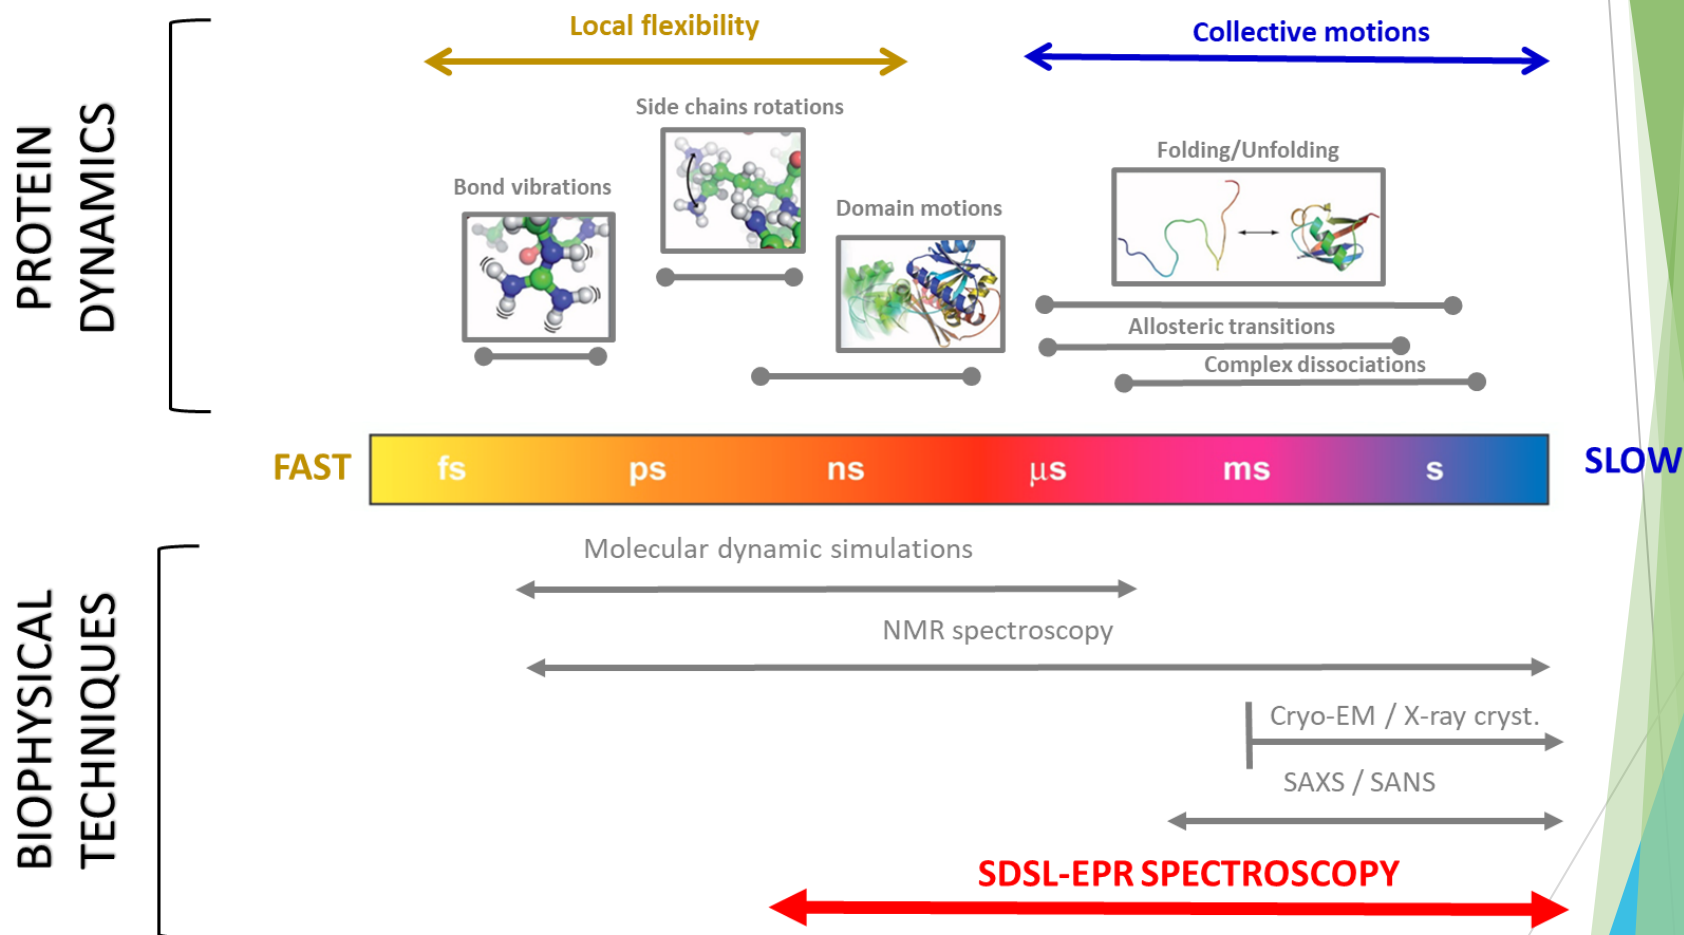 PROTEIN
DYNAMICS
Local flexibility
Collective motions
Side chains rotations
Bond vibrations
Domain motions
Folding/Unfolding
Allosteric transitions
Complex dissociations
FAST
fs
ps
ns
μs
ms
s
SLOW
BIOPHYSICAL
TECHNIQUES
Molecular dynamic simulations
NMR spectroscopy
Cryo-EM / X-ray cryst.
SAXS / SANS
SDSL-EPR SPECTROSCOPY